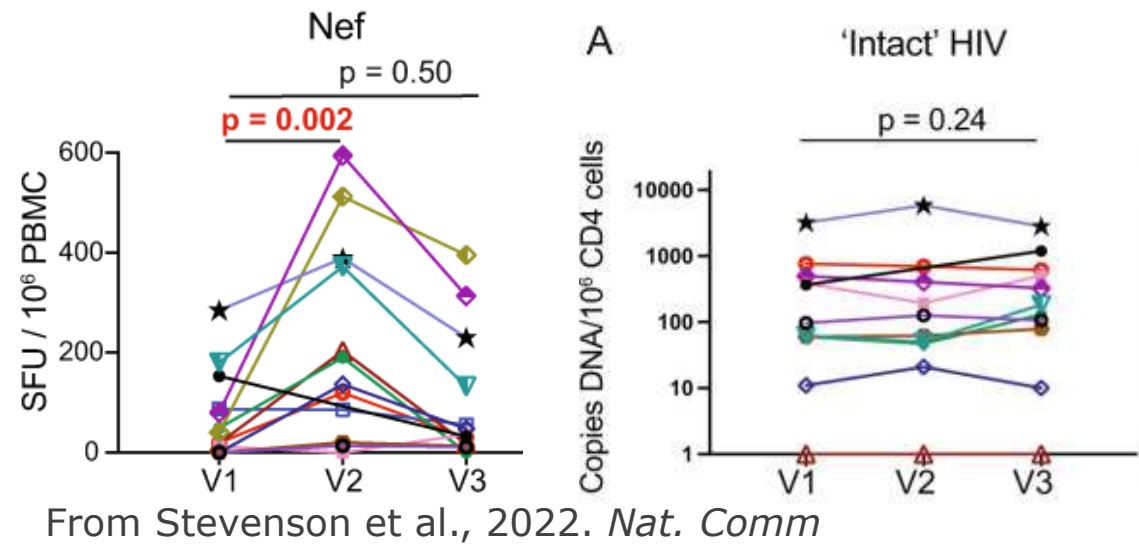 Nef
p = 0.50
p = 0.002
600
400
200
0
SFU / 10⁶ PBMC
V1 V2 V3
A
'Intact' HIV
p = 0.24
10000
1000
100
10
1
Copies DNA/10⁶ CD4 cells
V1 V2 V3
From Stevenson et al., 2022. Nat. Comm